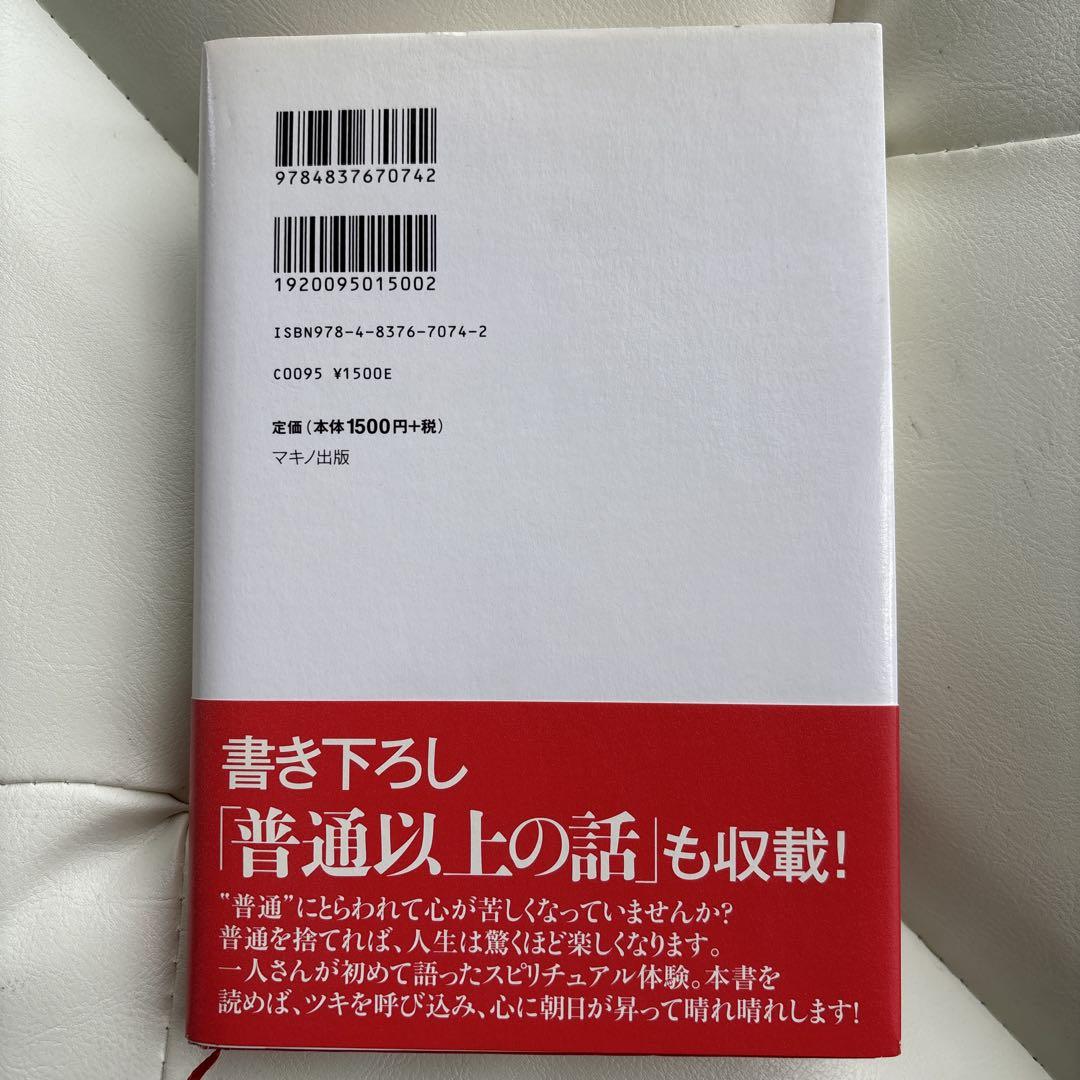 9784837670742
1920095015002
ISBN978-4-8376-7074-2
C0095 ¥1500E
定価（本体1500円+税）
マキノ出版
書き下ろし
「普通以上の話」も収載！
“普通”にとらわれて心が苦しくなっていませんか？
普通を捨てれば、人生は驚くほど楽しくなります。
一人さんが初めて語ったスピリチュアル体験。本書を
読めば、ツキを呼び込み、心に朝日が昇って晴れ晴れします！